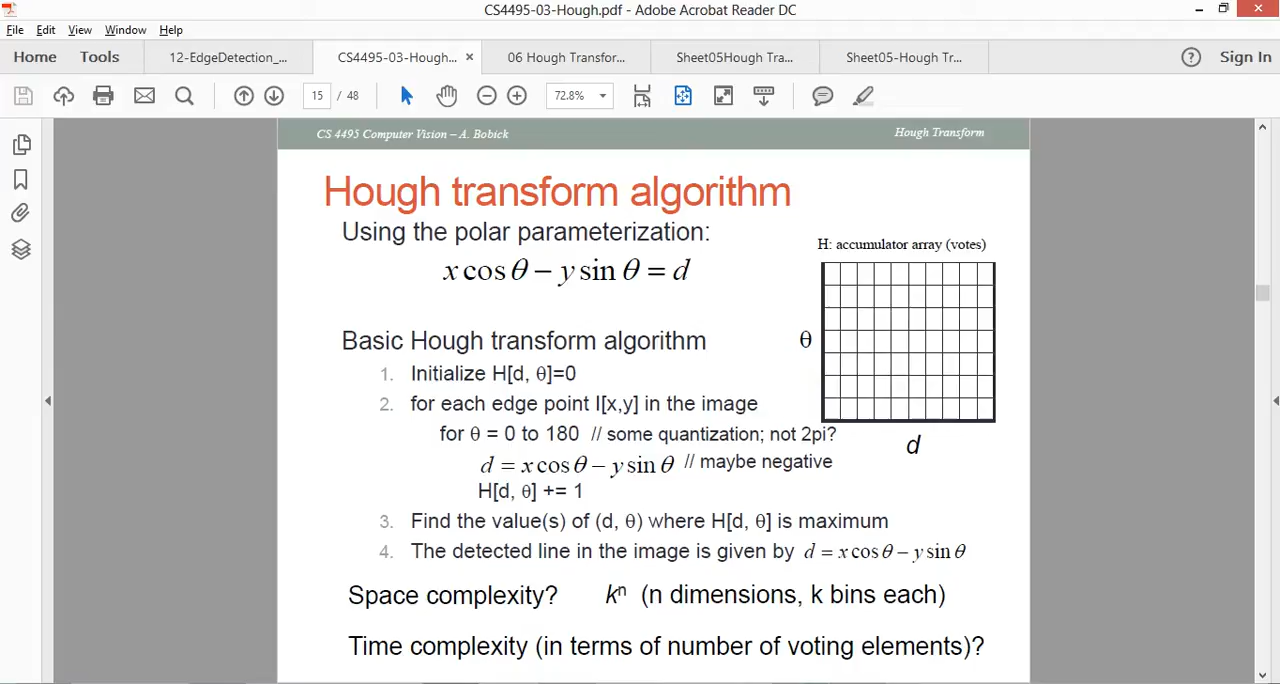 CS4495-03-Hough.pdf - Adobe Acrobat Reader DC
File Edit View Window Help
Home Tools 12-EdgeDetection_... CS4495-03-Hough... × 06 Hough Transfor... Sheet05Hough Tra... Sheet05-Hough Tr... Sign In
15 / 48 72.8%
CS 4495 Computer Vision – A. Bobick Hough Transform
Hough transform algorithm
Using the polar parameterization:
H: accumulator array (votes)
x cos θ − y sin θ = d
Basic Hough transform algorithm
θ
1. Initialize H[d, θ]=0
2. for each edge point I[x,y] in the image
for θ = 0 to 180 // some quantization; not 2pi?
d
d = x cos θ − y sin θ // maybe negative
H[d, θ] += 1
3. Find the value(s) of (d, θ) where H[d, θ] is maximum
4. The detected line in the image is given by d = x cos θ − y sin θ
Space complexity? kⁿ (n dimensions, k bins each)
Time complexity (in terms of number of voting elements)?